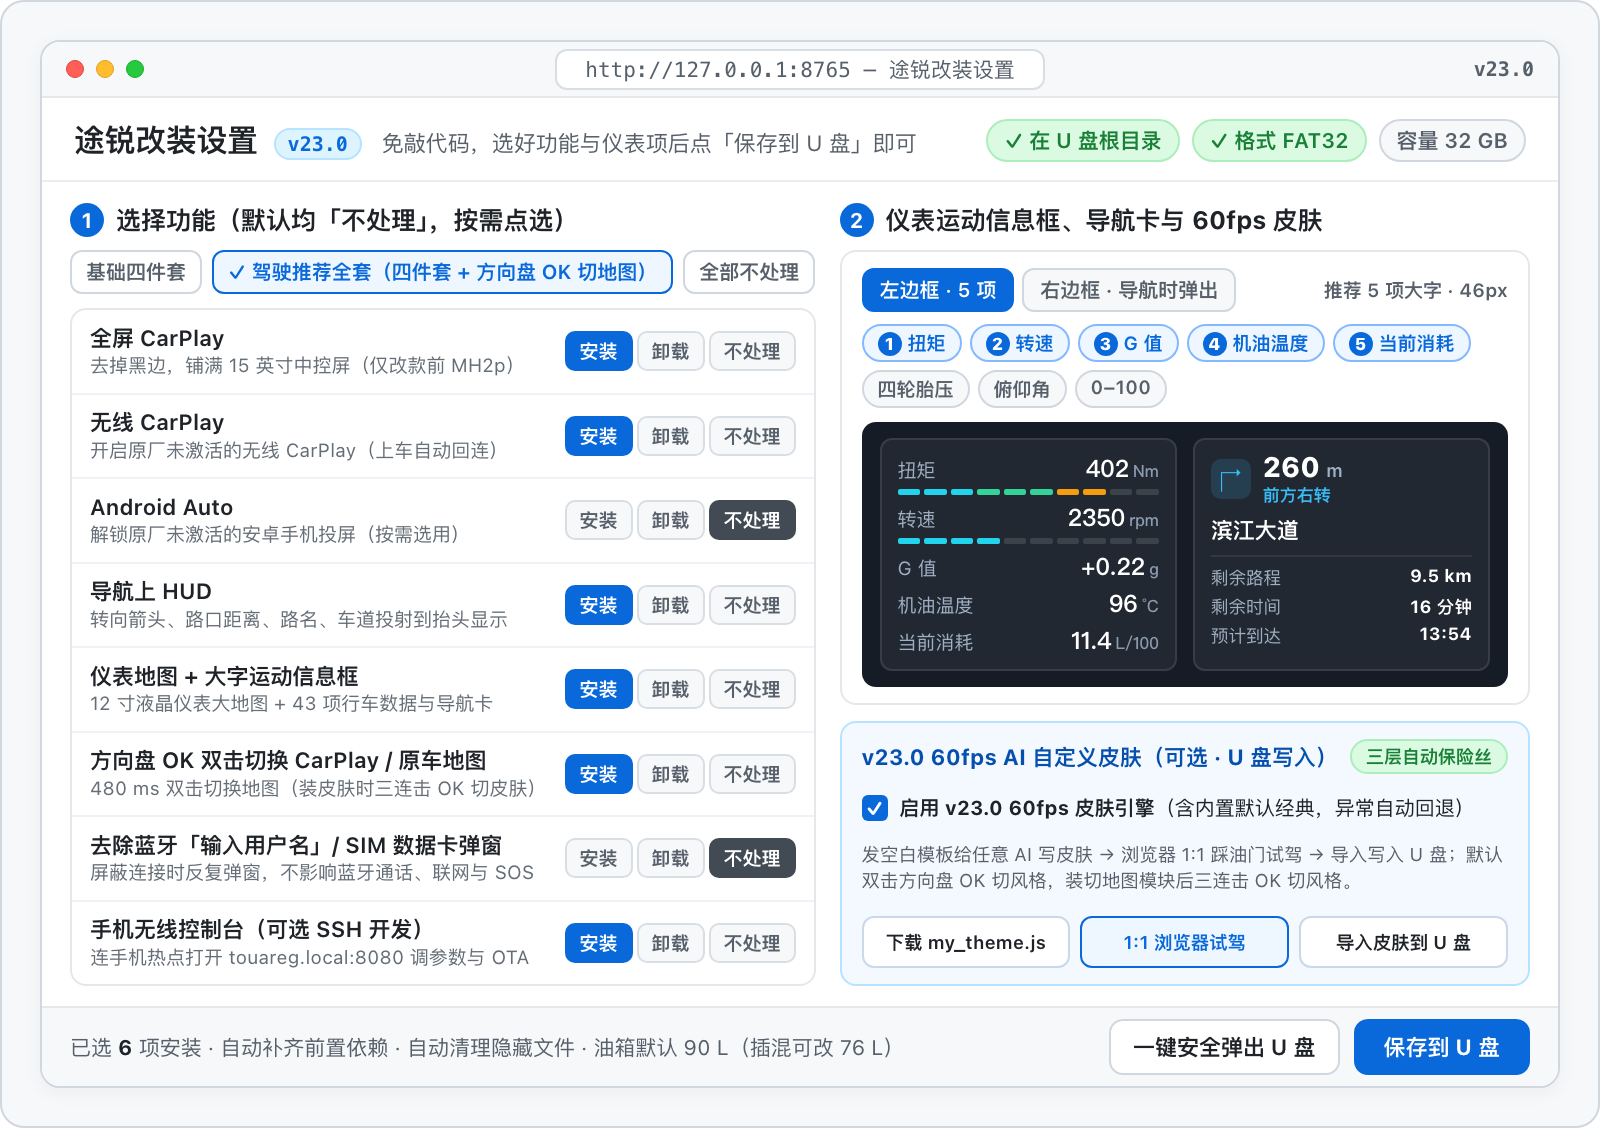 http://127.0.0.1:8765 — 途锐改装设置
v23.0
途锐改装设置
v23.0
免敲代码，选好功能与仪表项后点「保存到 U 盘」即可
✓ 在 U 盘根目录
✓ 格式 FAT32
容量 32 GB
1 选择功能（默认均「不处理」，按需点选）
基础四件套
✓ 驾驶推荐全套（四件套 + 方向盘 OK 切地图）
全部不处理
全屏 CarPlay
去掉黑边，铺满 15 英寸中控屏（仅改款前 MH2p）
安装 卸载 不处理
无线 CarPlay
开启原厂未激活的无线 CarPlay（上车自动回连）
安装 卸载 不处理
Android Auto
解锁原厂未激活的安卓手机投屏（按需选用）
安装 卸载 不处理
导航上 HUD
转向箭头、路口距离、路名、车道投射到抬头显示
安装 卸载 不处理
仪表地图 + 大字运动信息框
12 寸液晶仪表大地图 + 43 项行车数据与导航卡
安装 卸载 不处理
方向盘 OK 双击切换 CarPlay / 原车地图
480 ms 双击切换地图（装皮肤时三连击 OK 切皮肤）
安装 卸载 不处理
去除蓝牙「输入用户名」/ SIM 数据卡弹窗
屏蔽连接时反复弹窗，不影响蓝牙通话、联网与 SOS
安装 卸载 不处理
手机无线控制台（可选 SSH 开发）
连手机热点打开 touareg.local:8080 调参数与 OTA
安装 卸载 不处理
2 仪表运动信息框、导航卡与 60fps 皮肤
左边框 · 5 项
右边框 · 导航时弹出
推荐 5 项大字 · 46px
1 扭矩 2 转速 3 G 值 4 机油温度 5 当前消耗
四轮胎压 俯仰角 0–100
扭矩 402 Nm
转速 2350 rpm
G 值 +0.22 g
机油温度 96 °C
当前消耗 11.4 L/100
260 m
前方右转
滨江大道
剩余路程 9.5 km
剩余时间 16 分钟
预计到达 13:54
v23.0 60fps AI 自定义皮肤（可选 · U 盘写入）
三层自动保险丝
启用 v23.0 60fps 皮肤引擎（含内置默认经典，异常自动回退）
发空白模板给任意 AI 写皮肤 → 浏览器 1:1 踩油门试驾 → 导入写入 U 盘；默认
双击方向盘 OK 切风格，装切地图模块后三连击 OK 切风格。
下载 my_theme.js
1:1 浏览器试驾
导入皮肤到 U 盘
已选 6 项安装 · 自动补齐前置依赖 · 自动清理隐藏文件 · 油箱默认 90 L（插混可改 76 L）
一键安全弹出 U 盘
保存到 U 盘